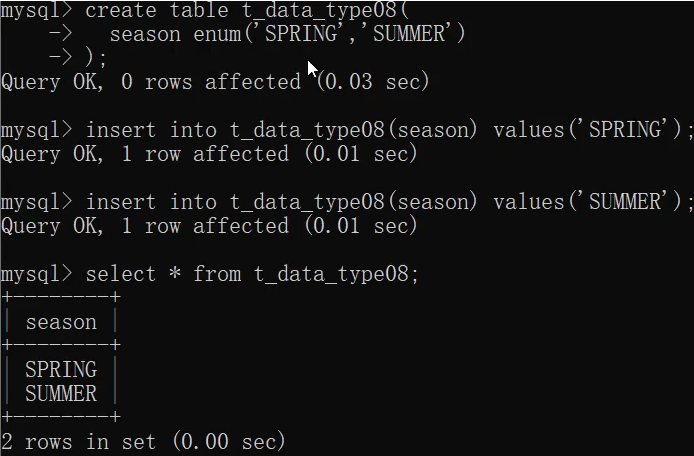 mysql> create table t_data_type08(
    ->   season enum('SPRING','SUMMER')
    -> );
Query OK, 0 rows affected (0.03 sec)
mysql> insert into t_data_type08(season) values('SPRING');
Query OK, 1 row affected (0.01 sec)
mysql> insert into t_data_type08(season) values('SUMMER');
Query OK, 1 row affected (0.01 sec)
mysql> select * from t_data_type08;
+--------+
| season |
+--------+
| SPRING |
| SUMMER |
+--------+
2 rows in set (0.00 sec)